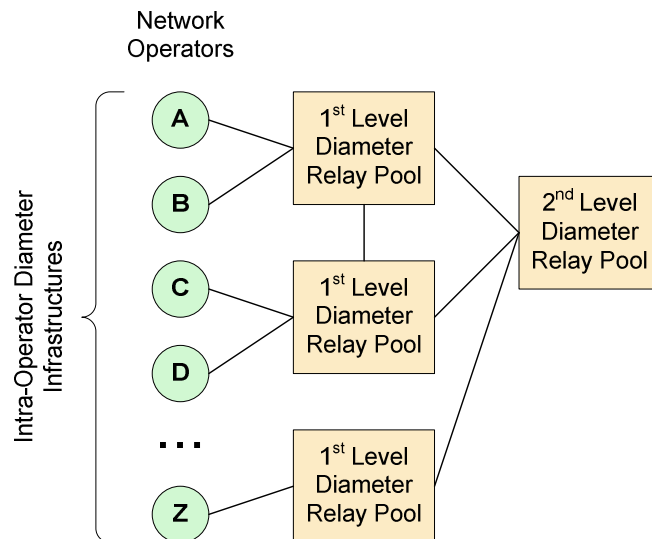 Network
Operators
Intra-Operator Diameter
Infrastructures
A
B
C
D
...
Z
1st Level
Diameter
Relay Pool
1st Level
Diameter
Relay Pool
1st Level
Diameter
Relay Pool
2nd Level
Diameter
Relay Pool